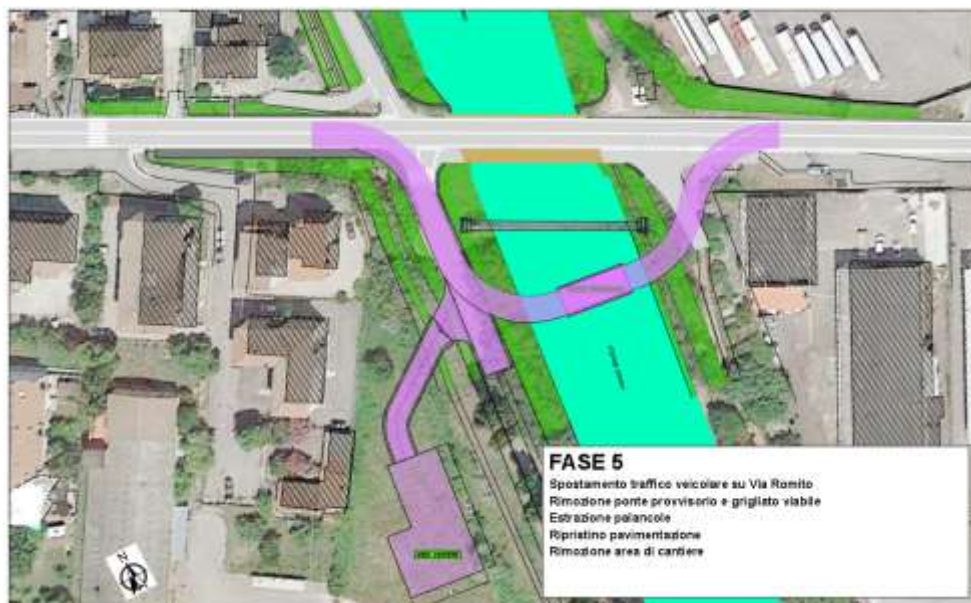 FASE 5
Spostamento traffico veicolare su Via Romito
Rimozione ponte provvisorio e grigliato viabile
Estrazione palancole
Ripristino pavimentazione
Rimozione area di cantiere
N